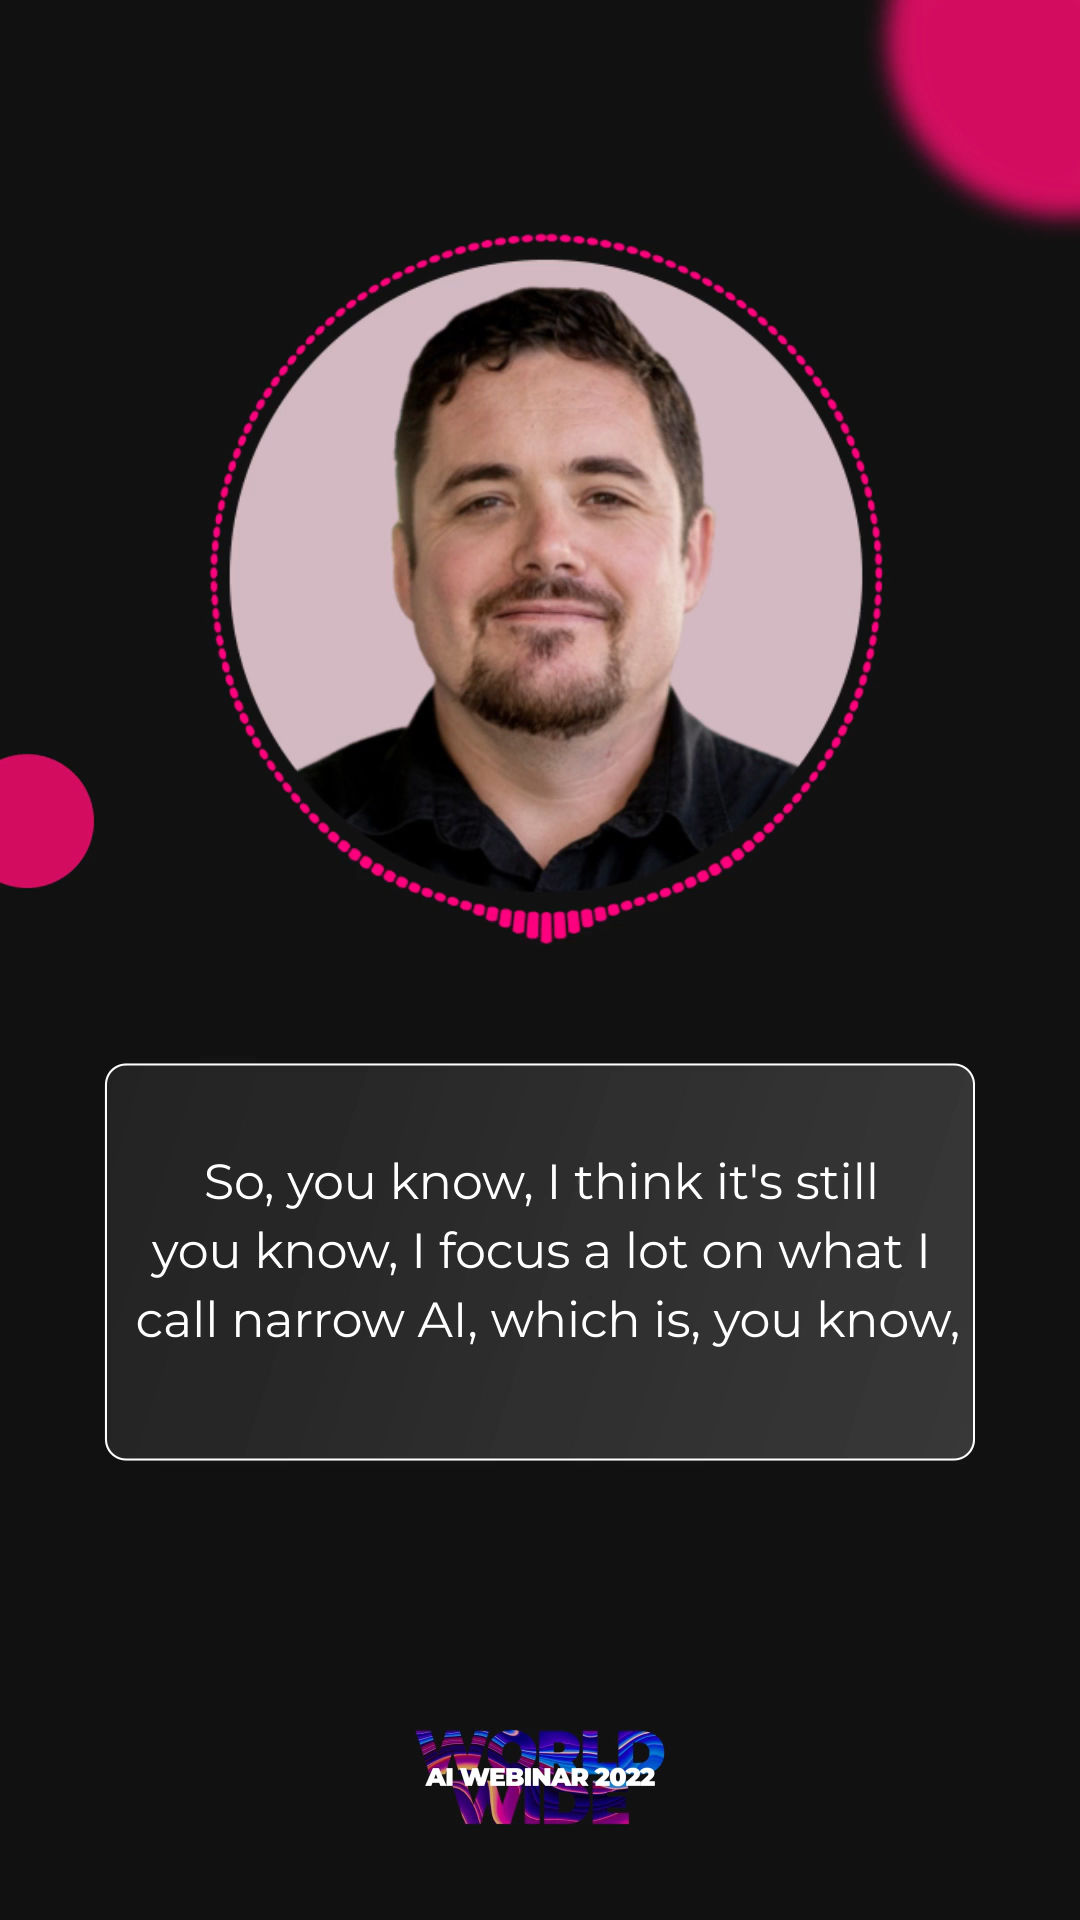 So, you know, I think it's still
you know, I focus a lot on what I
call narrow AI, which is, you know,
WORLD
AI WEBINAR 2022
WIDE